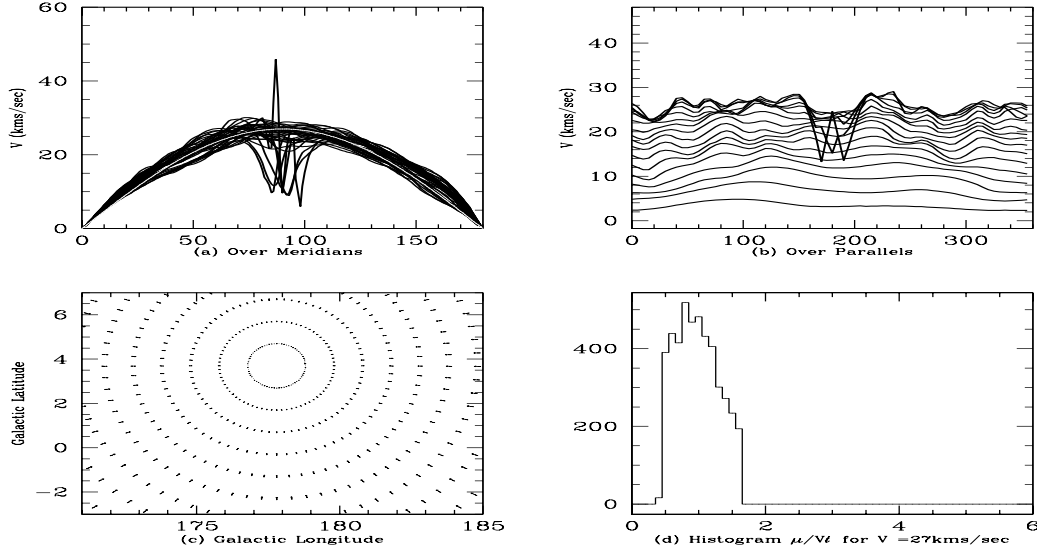 60
40
20
0
V (kms/sec)
0 50 100 150
(a) Over Meridians
40
30
20
10
0
V (kms/sec)
0 100 200 300
(b) Over Parallels
6
4
2
0
−2
Galactic Latitude
175 180 185
(c) Galactic Longitude
400
200
0
0 2 4 6
(d) Histogram μ/Vt for V =27kms/sec